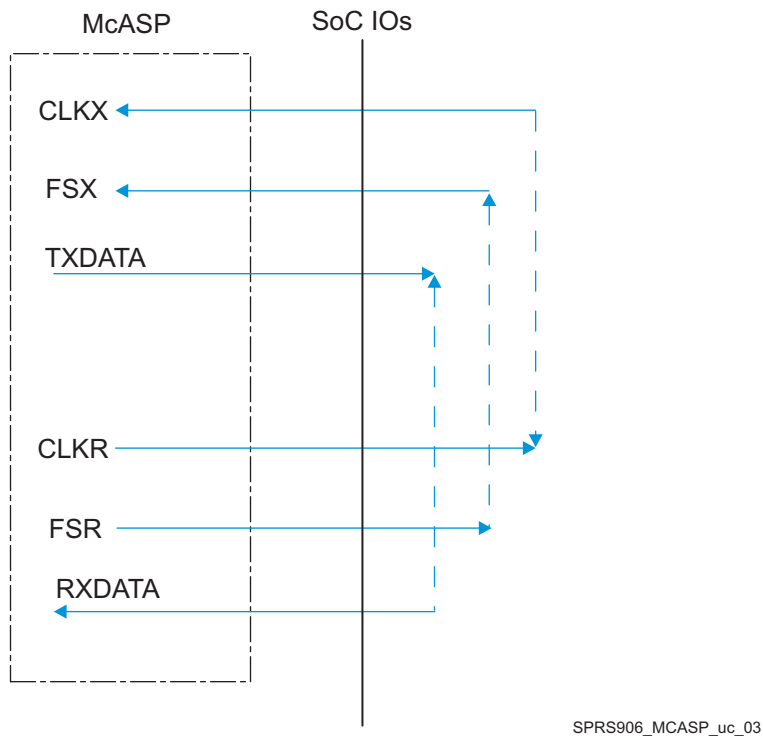 McASP
SoC IOs
CLKX
FSX
TXDATA
CLKR
FSR
RXDATA
SPRS906_MCASP_uc_03